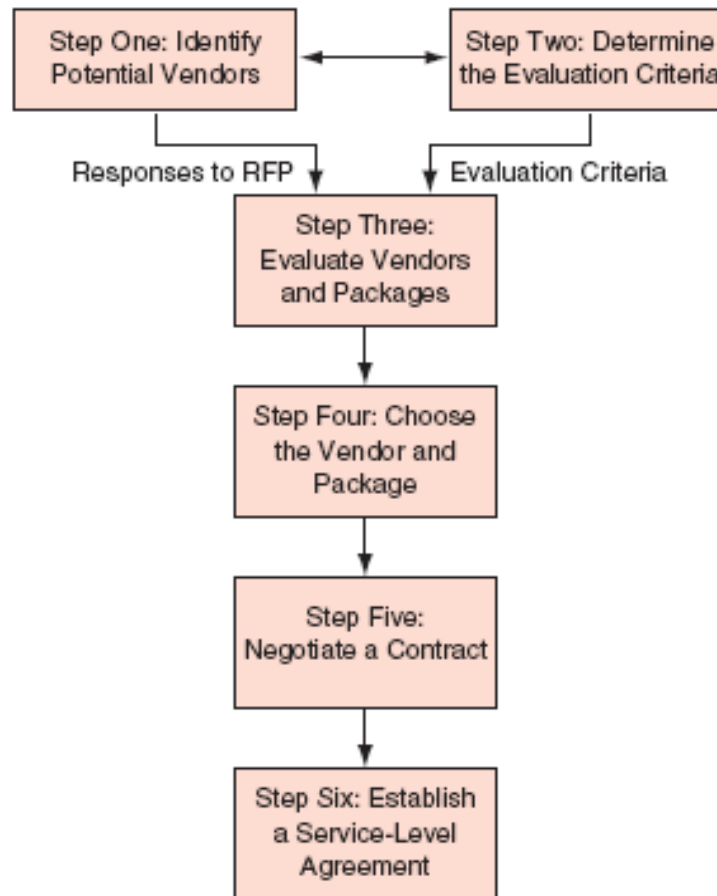 Step One: Identify
Potential Vendors
Step Two: Determine
the Evaluation Criteria
Responses to RFP
Evaluation Criteria
Step Three:
Evaluate Vendors
and Packages
Step Four: Choose
the Vendor and
Package
Step Five:
Negotiate a Contract
Step Six: Establish
a Service-Level
Agreement